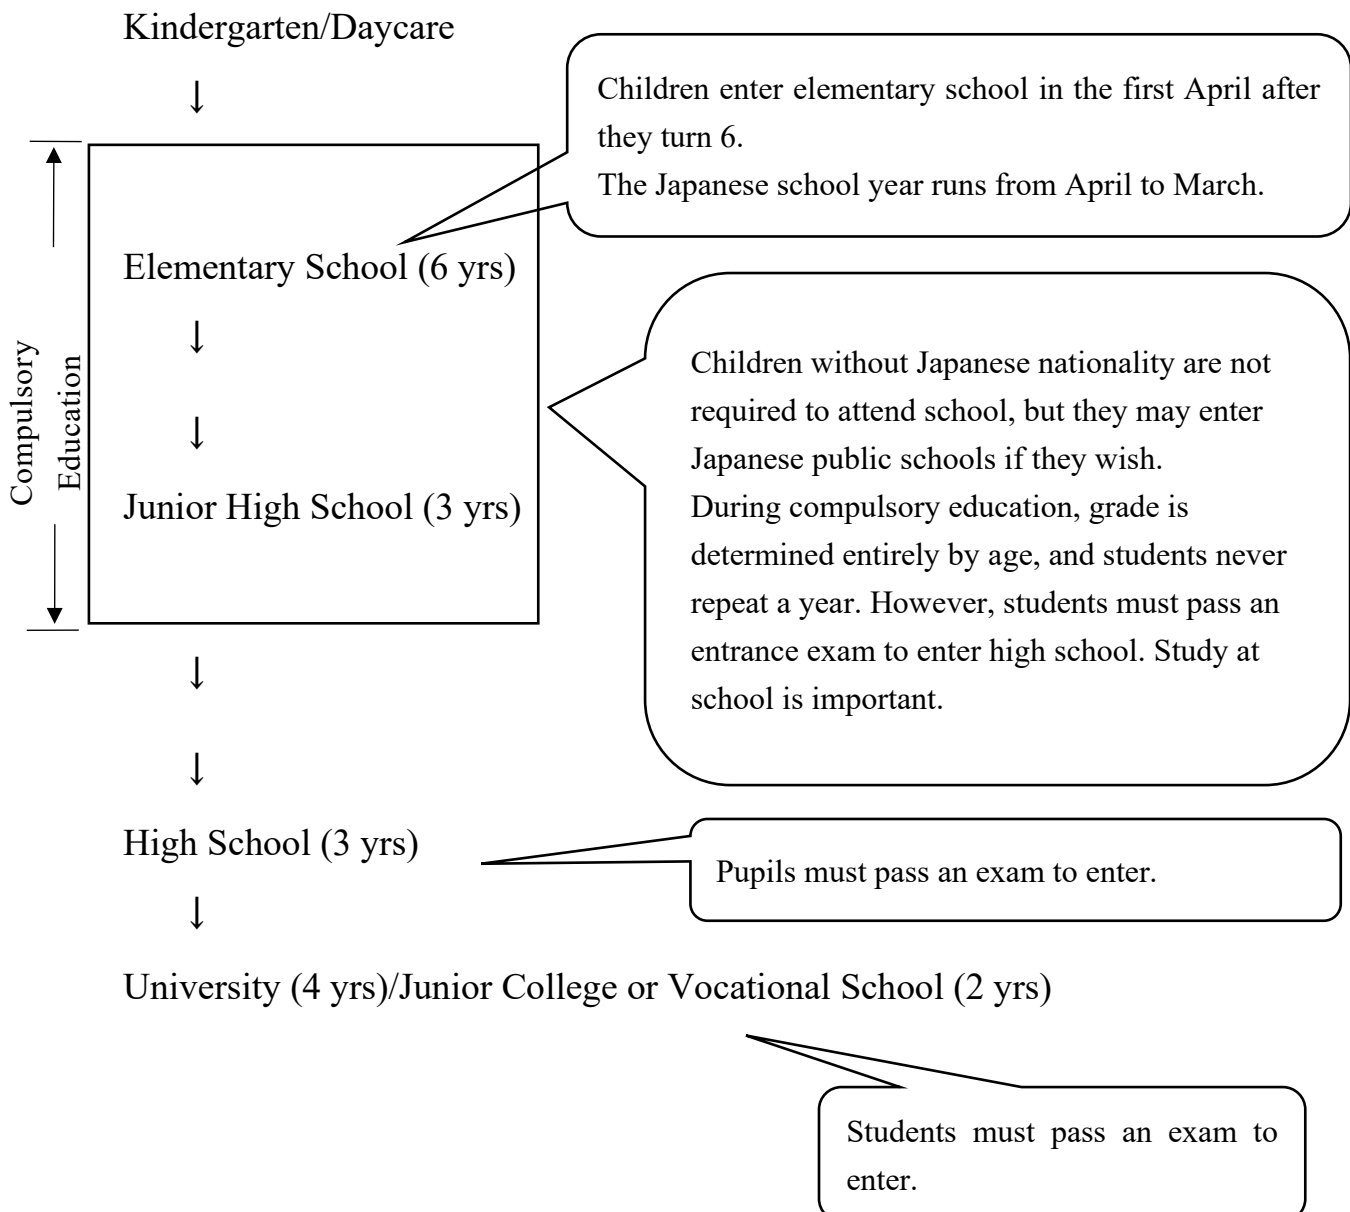 Kindergarten/Daycare
↓
Children enter elementary school in the first April after
they turn 6.
The Japanese school year runs from April to March.
Compulsory
Education
Elementary School (6 yrs)
↓
↓
Junior High School (3 yrs)
Children without Japanese nationality are not
required to attend school, but they may enter
Japanese public schools if they wish.
During compulsory education, grade is
determined entirely by age, and students never
repeat a year. However, students must pass an
entrance exam to enter high school. Study at
school is important.
↓
↓
High School (3 yrs)
Pupils must pass an exam to enter.
↓
University (4 yrs)/Junior College or Vocational School (2 yrs)
Students must pass an exam to
enter.